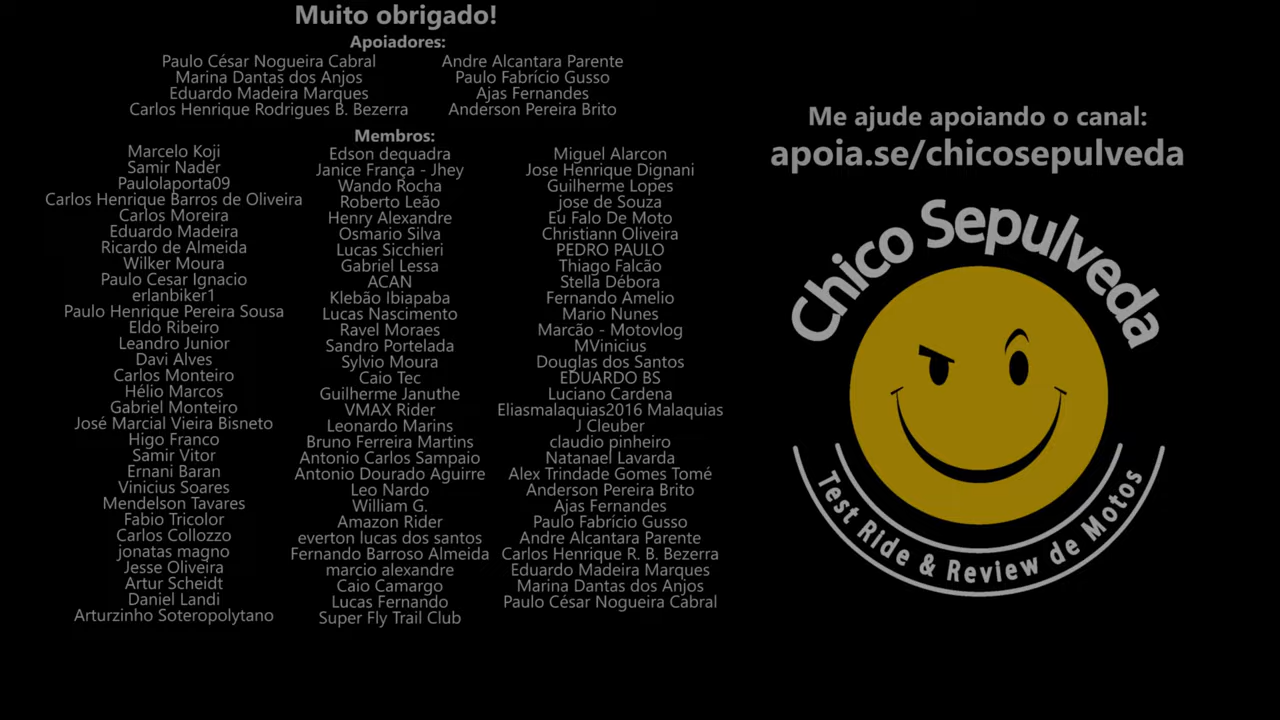 Muito obrigado!
Apoiadores:
Paulo César Nogueira Cabral
Marina Dantas dos Anjos
Eduardo Madeira Marques
Carlos Henrique Rodrigues B. Bezerra
Andre Alcantara Parente
Paulo Fabrício Gusso
Ajas Fernandes
Anderson Pereira Brito
Membros:
Marcelo Koji
Samir Nader
Paulolaporta09
Carlos Henrique Barros de Oliveira
Carlos Moreira
Eduardo Madeira
Ricardo de Almeida
Wilker Moura
Paulo Cesar Ignacio
erlanbiker1
Paulo Henrique Pereira Sousa
Eldo Ribeiro
Leandro Junior
Davi Alves
Carlos Monteiro
Hélio Marcos
Gabriel Monteiro
José Marcial Vieira Bisneto
Higo Franco
Samir Vitor
Ernani Baran
Vinicius Soares
Mendelson Tavares
Fabio Tricolor
Carlos Collozzo
jonatas magno
Jesse Oliveira
Artur Scheidt
Daniel Landi
Arturzinho Soteropolytano
Edson dequadra
Janice França - Jhey
Wando Rocha
Roberto Leão
Henry Alexandre
Osmario Silva
Lucas Sicchieri
Gabriel Lessa
ACAN
Klebão Ibiapaba
Lucas Nascimento
Ravel Moraes
Sandro Portelada
Sylvio Moura
Caio Tec
Guilherme Januthe
VMAX Rider
Leonardo Marins
Bruno Ferreira Martins
Antonio Carlos Sampaio
Antonio Dourado Aguirre
Leo Nardo
William G.
Amazon Rider
everton lucas dos santos
Fernando Barroso Almeida
marcio alexandre
Caio Camargo
Lucas Fernando
Super Fly Trail Club
Miguel Alarcon
Jose Henrique Dignani
Guilherme Lopes
jose de Souza
Eu Falo De Moto
Christiann Oliveira
PEDRO PAULO
Thiago Falcão
Stella Débora
Fernando Amelio
Mario Nunes
Marcão - Motovlog
MVinicius
Douglas dos Santos
EDUARDO BS
Luciano Cardena
Eliasmalaquias2016 Malaquias
J Cleuber
claudio pinheiro
Natanael Lavarda
Alex Trindade Gomes Tomé
Anderson Pereira Brito
Ajas Fernandes
Paulo Fabrício Gusso
Andre Alcantara Parente
Carlos Henrique R. B. Bezerra
Eduardo Madeira Marques
Marina Dantas dos Anjos
Paulo César Nogueira Cabral
Me ajude apoiando o canal:
apoia.se/chicosepulveda
Chico Sepulveda
Test Ride & Review de Motos